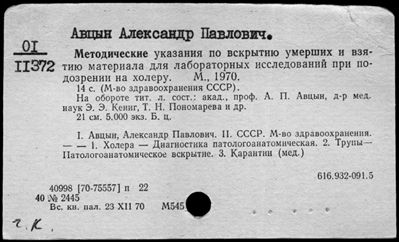 Авцын Александр Павлович.
01
11372
Методические указания по вскрытию умерших и взя-
тию материала для лабораторных исследований при по-
дозрении на холеру. М., 1970.
14 с. (М-во здравоохранения СССР).
На обороте тит. л. сост.: акад., проф. А. П. Авцын, д-р мед.
наук Э. Э. Кениг, Т. Н. Пономарева и др.
21 см. 5.000 экз. Б. ц.
I. Авцын, Александр Павлович. II. СССР. М-во здравоохранения.
— — 1. Холера — Диагностика патологоанатомическая. 2. Трупы—
Патологоанатомическое вскрытие. 3. Карантин (мед.)
616.932-091.5
40998 [70-75557] п 22
40 № 2445
Вс. кн. пал. 23 XII 70 М545
г. К.